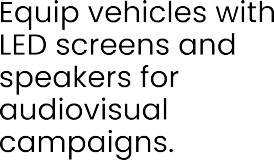 Equip vehicles with
LED screens and
speakers for
audiovisual
campaigns.